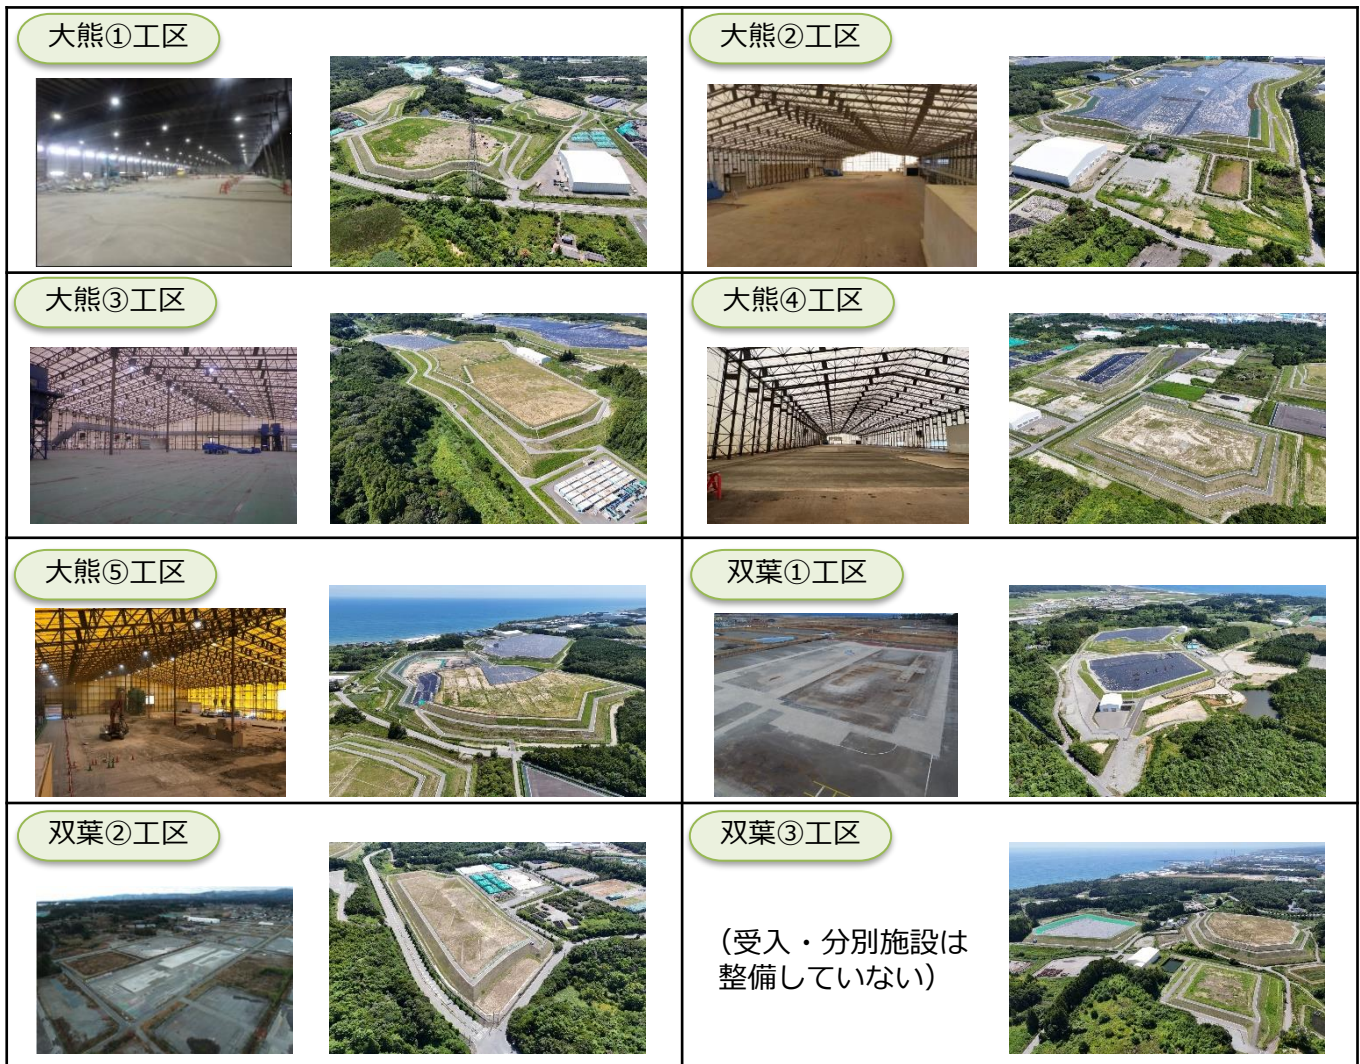 大熊①工区
大熊②工区
大熊③工区
大熊④工区
大熊⑤工区
双葉①工区
双葉②工区
双葉③工区
（受入・分別施設は
整備していない）